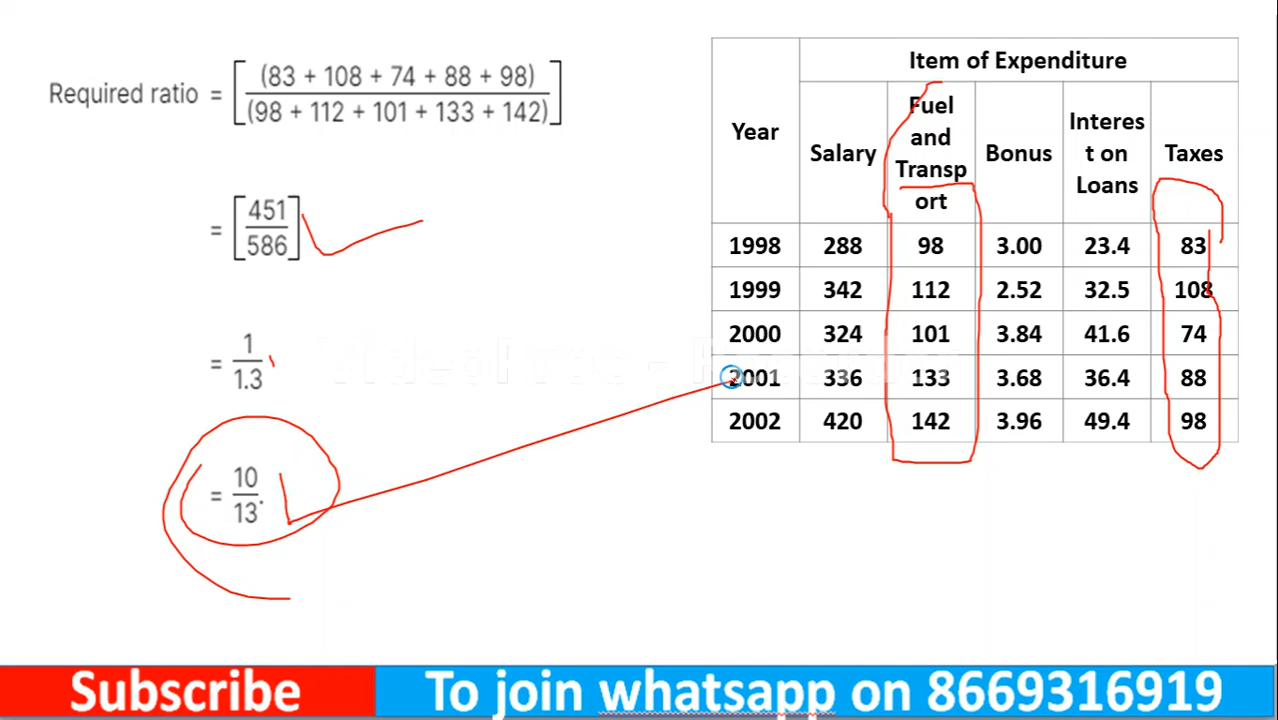 Required ratio = [ (83 + 108 + 74 + 88 + 98) / (98 + 112 + 101 + 133 + 142) ]
= [ 451 / 586 ]
= 1 / 1.3
= 10 / 13.
Item of Expenditure
Year
Salary
Fuel
and
Transp
ort
Bonus
Interes
t on
Loans
Taxes
1998 288 98 3.00 23.4 83
1999 342 112 2.52 32.5 108
2000 324 101 3.84 41.6 74
2001 336 133 3.68 36.4 88
2002 420 142 3.96 49.4 98
Subscribe
To join whatsapp on 8669316919